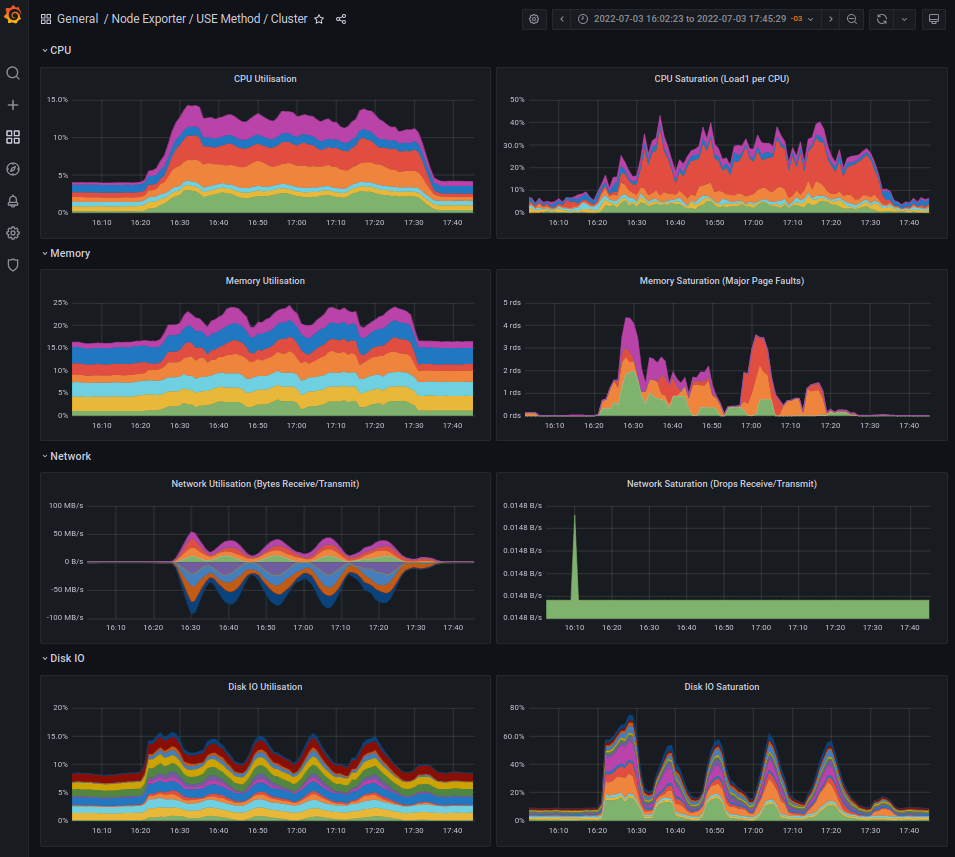 General / Node Exporter / USE Method / Cluster
2022-07-03 16:02:23 to 2022-07-03 17:45:29 -03
CPU
CPU Utilisation
15.0%
10%
5%
0%
16:10 16:20 16:30 16:40 16:50 17:00 17:10 17:20 17:30 17:40
CPU Saturation (Load1 per CPU)
50%
40%
30.0%
20%
10%
0%
16:10 16:20 16:30 16:40 16:50 17:00 17:10 17:20 17:30 17:40
Memory
Memory Utilisation
25%
20%
15.0%
10%
5%
0%
16:10 16:20 16:30 16:40 16:50 17:00 17:10 17:20 17:30 17:40
Memory Saturation (Major Page Faults)
5 rds
4 rds
3 rds
2 rds
1 rds
0 rds
16:10 16:20 16:30 16:40 16:50 17:00 17:10 17:20 17:30 17:40
Network
Network Utilisation (Bytes Receive/Transmit)
100 MB/s
50 MB/s
0 B/s
-50 MB/s
-100 MB/s
16:10 16:20 16:30 16:40 16:50 17:00 17:10 17:20 17:30 17:40
Network Saturation (Drops Receive/Transmit)
0.0148 B/s
0.0148 B/s
0.0148 B/s
0.0148 B/s
0.0148 B/s
0.0148 B/s
16:10 16:20 16:30 16:40 16:50 17:00 17:10 17:20 17:30 17:40
Disk IO
Disk IO Utilisation
20%
15.0%
10%
5%
0%
16:10 16:20 16:30 16:40 16:50 17:00 17:10 17:20 17:30 17:40
Disk IO Saturation
80%
60.0%
40%
20%
0%
16:10 16:20 16:30 16:40 16:50 17:00 17:10 17:20 17:30 17:40